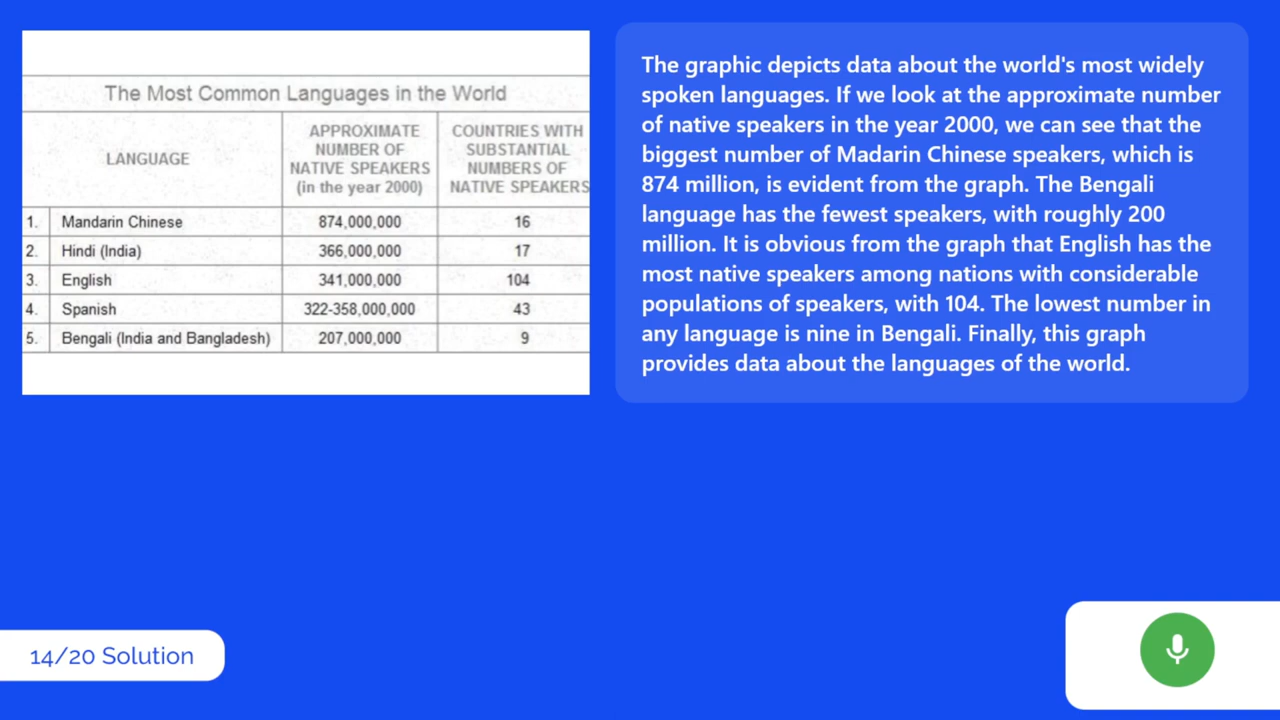 The Most Common Languages in the World
LANGUAGE
APPROXIMATE
NUMBER OF
NATIVE SPEAKERS
(in the year 2000)
COUNTRIES WITH
SUBSTANTIAL
NUMBERS OF
NATIVE SPEAKERS
1. Mandarin Chinese 874,000,000 16
2. Hindi (India) 366,000,000 17
3. English 341,000,000 104
4. Spanish 322-358,000,000 43
5. Bengali (India and Bangladesh) 207,000,000 9
The graphic depicts data about the world's most widely
spoken languages. If we look at the approximate number
of native speakers in the year 2000, we can see that the
biggest number of Madarin Chinese speakers, which is
874 million, is evident from the graph. The Bengali
language has the fewest speakers, with roughly 200
million. It is obvious from the graph that English has the
most native speakers among nations with considerable
populations of speakers, with 104. The lowest number in
any language is nine in Bengali. Finally, this graph
provides data about the languages of the world.
14/20 Solution